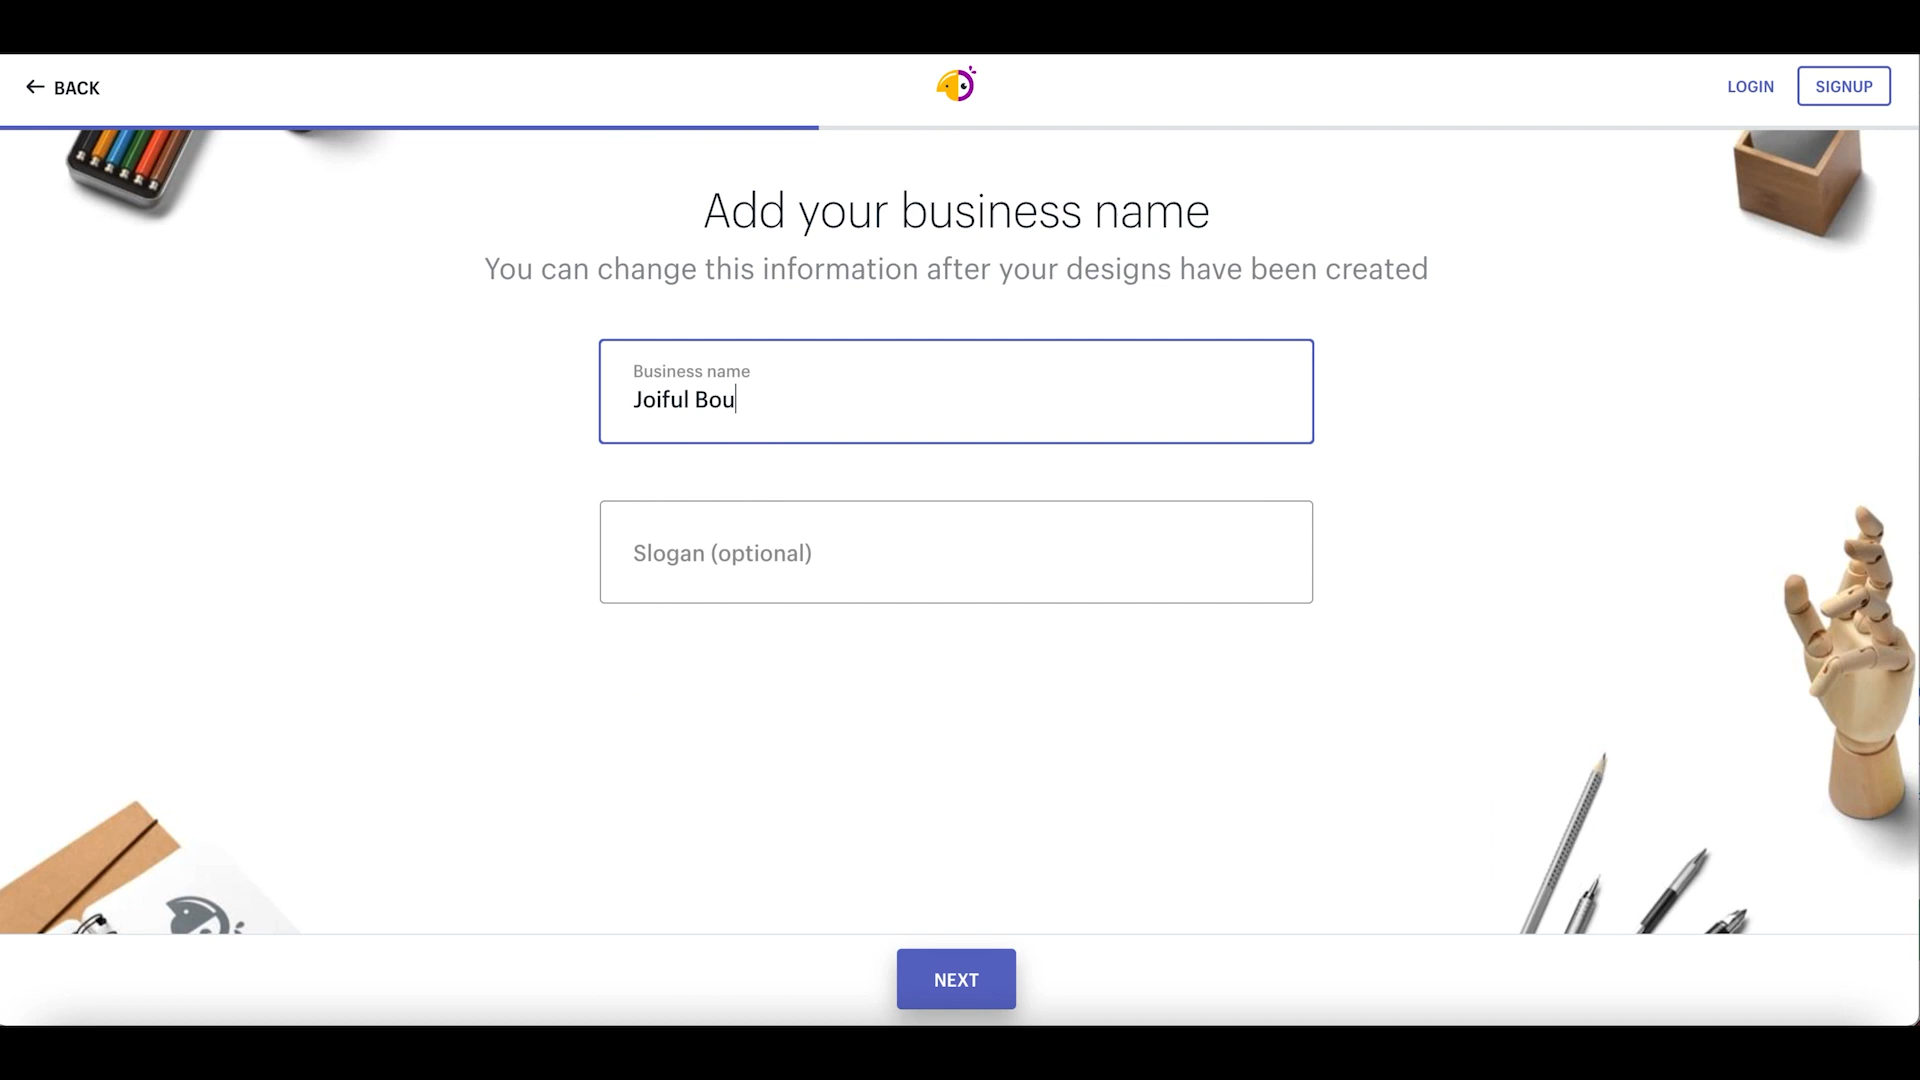 BACK
LOGIN
SIGNUP
Add your business name
You can change this information after your designs have been created
Business name
Joiful Bou
Slogan (optional)
NEXT